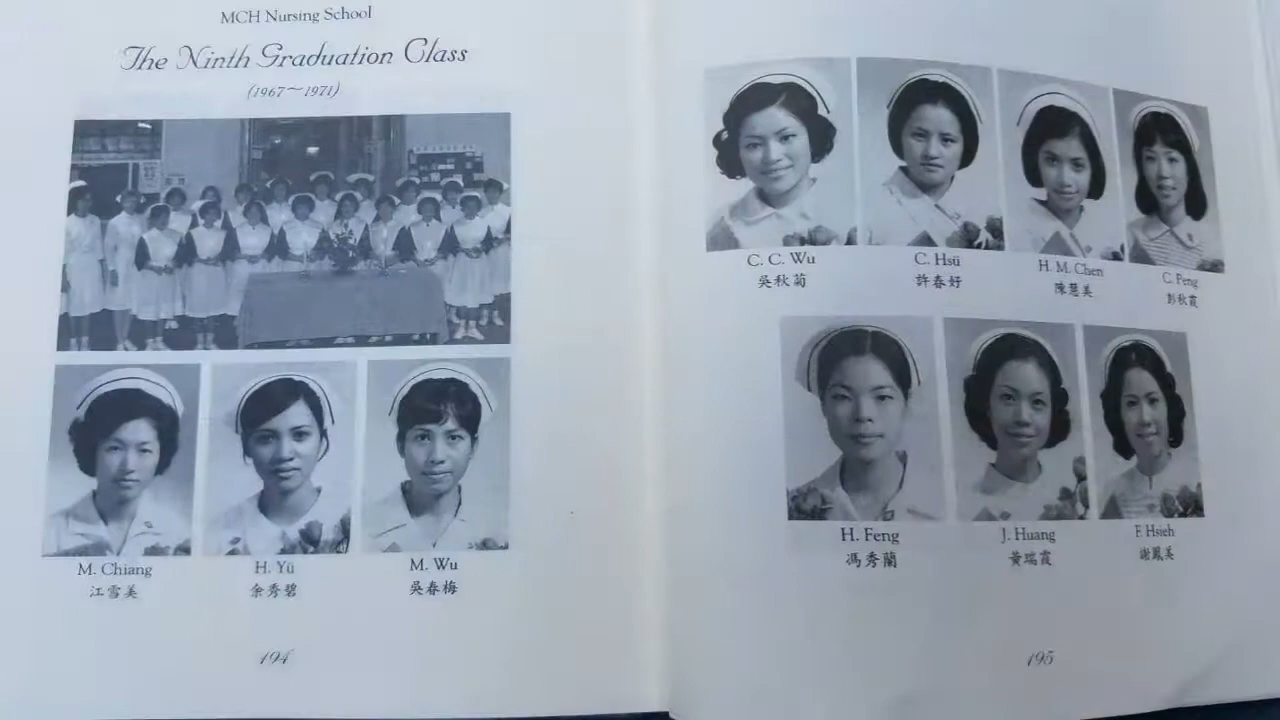 MCH Nursing School
The Ninth Graduation Class
(1967~1971)
M. Chiang
江雪美
H. Yü
余秀碧
M. Wu
吳春梅
194
C. C. Wu
吳秋菊
C. Hsü
許春好
H. M. Chen
陳慧美
C. Peng
彭秋霞
H. Feng
馮秀蘭
J. Huang
黃瑞霞
F. Hsieh
謝鳳美
195